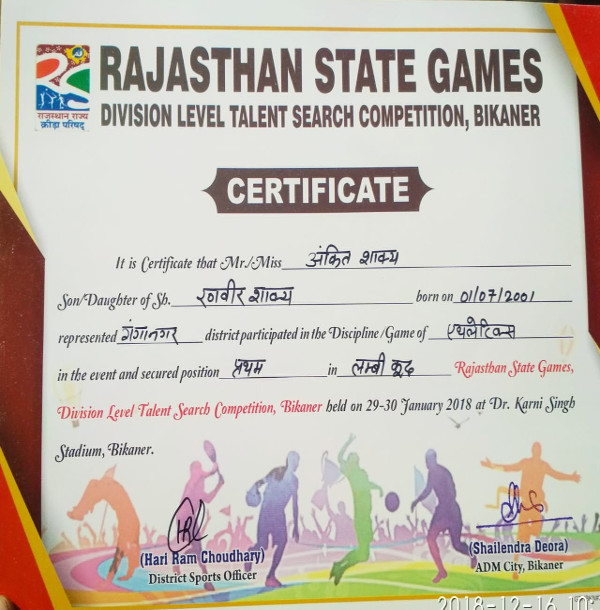 RAJASTHAN STATE GAMES
DIVISION LEVEL TALENT SEARCH COMPETITION, BIKANER
राजस्थान राज्य
क्रीड़ा परिषद्
CERTIFICATE
It is Certificate that Mr./Miss अंकित शाक्य
Son/Daughter of Sh. रणवीर शाक्य born on 01/07/2001
represented गंगानगर district participated in the Discipline/Game of एथलेटिक्स
in the event and secured position प्रथम in लम्बी कूद Rajasthan State Games,
Division Level Talent Search Competition, Bikaner held on 29-30 January 2018 at Dr. Karni Singh
Stadium, Bikaner.
(Hari Ram Choudhary)
District Sports Officer
(Shailendra Deora)
ADM City, Bikaner
2018-12-16 10